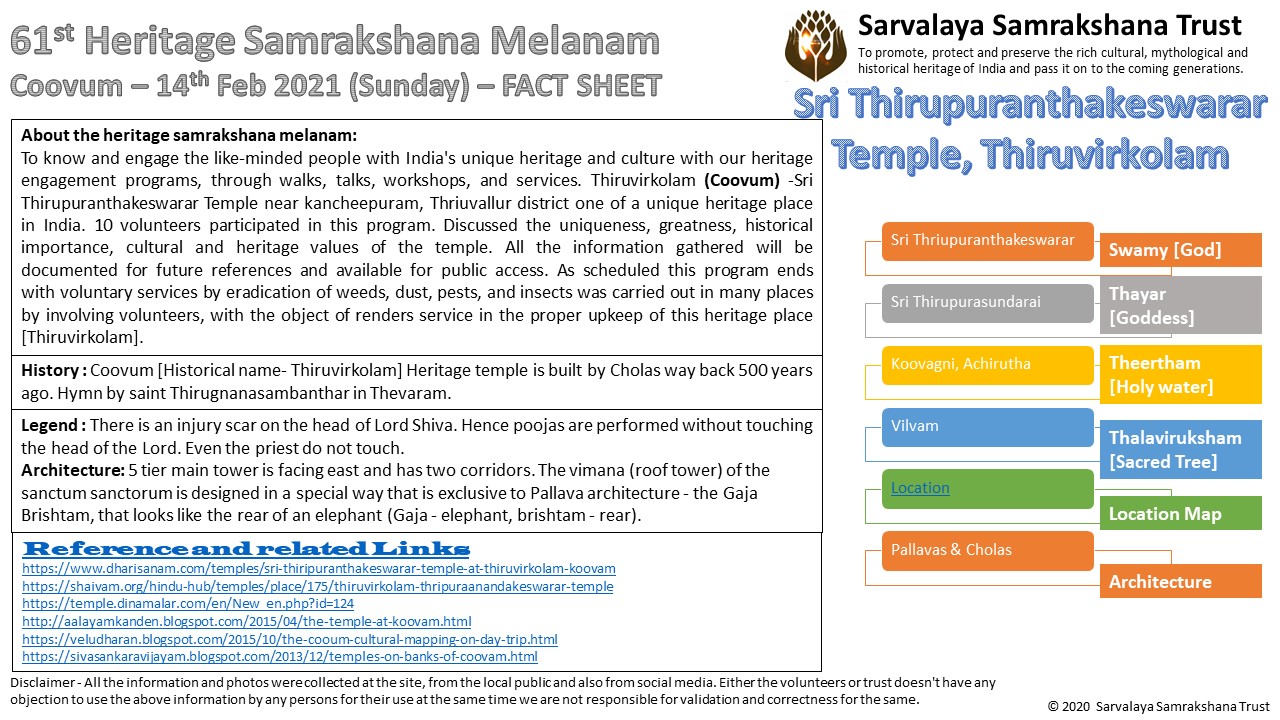 61st Heritage Samrakshana Melanam
Coovum – 14th Feb 2021 (Sunday) – FACT SHEET
Sarvalaya Samrakshana Trust
To promote, protect and preserve the rich cultural, mythological and
historical heritage of India and pass it on to the coming generations.
Sri Thirupuranthakeswarar
Temple, Thiruvirkolam
About the heritage samrakshana melanam:
To know and engage the like-minded people with India's unique heritage and culture with our heritage
engagement programs, through walks, talks, workshops, and services. Thiruvirkolam (Coovum) -Sri
Thirupuranthakeswarar Temple near kancheepuram, Thriuvallur district one of a unique heritage place
in India. 10 volunteers participated in this program. Discussed the uniqueness, greatness, historical
importance, cultural and heritage values of the temple. All the information gathered will be
documented for future references and available for public access. As scheduled this program ends
with voluntary services by eradication of weeds, dust, pests, and insects was carried out in many places
by involving volunteers, with the object of renders service in the proper upkeep of this heritage place
[Thiruvirkolam].
History : Coovum [Historical name- Thiruvirkolam] Heritage temple is built by Cholas way back 500 years
ago. Hymn by saint Thirugnanasambanthar in Thevaram.
Legend : There is an injury scar on the head of Lord Shiva. Hence poojas are performed without touching
the head of the Lord. Even the priest do not touch.
Architecture: 5 tier main tower is facing east and has two corridors. The vimana (roof tower) of the
sanctum sanctorum is designed in a special way that is exclusive to Pallava architecture - the Gaja
Brishtam, that looks like the rear of an elephant (Gaja - elephant, brishtam - rear).
Reference and related Links
https://www.dharisanam.com/temples/sri-thiripuranthakeswarar-temple-at-thiruvirkolam-koovam
https://shaivam.org/hindu-hub/temples/place/175/thiruvirkolam-thripuraanandakeswarar-temple
https://temple.dinamalar.com/en/New_en.php?id=124
http://aalayamkanden.blogspot.com/2015/04/the-temple-at-koovam.html
https://veludharan.blogspot.com/2015/10/the-cooum-cultural-mapping-on-day-trip.html
https://sivasankaravijayam.blogspot.com/2013/12/temples-on-banks-of-coovam.html
Sri Thriupuranthakeswarar
Swamy [God]
Sri Thirupurasundarai
Thayar
[Goddess]
Koovagni, Achirutha
Theertham
[Holy water]
Vilvam
Thalaviruksham
[Sacred Tree]
Location
Location Map
Pallavas & Cholas
Architecture
Disclaimer - All the information and photos were collected at the site, from the local public and also from social media. Either the volunteers or trust doesn't have any
objection to use the above information by any persons for their use at the same time we are not responsible for validation and correctness for the same.
© 2020 Sarvalaya Samrakshana Trust